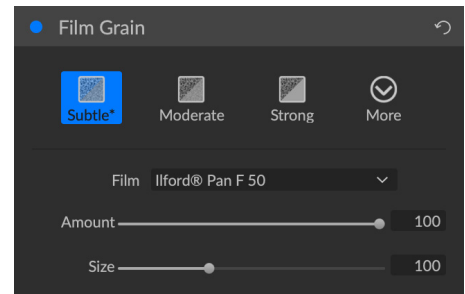 Film Grain
Subtle* Moderate Strong More
Film Ilford® Pan F 50
Amount 100
Size 100